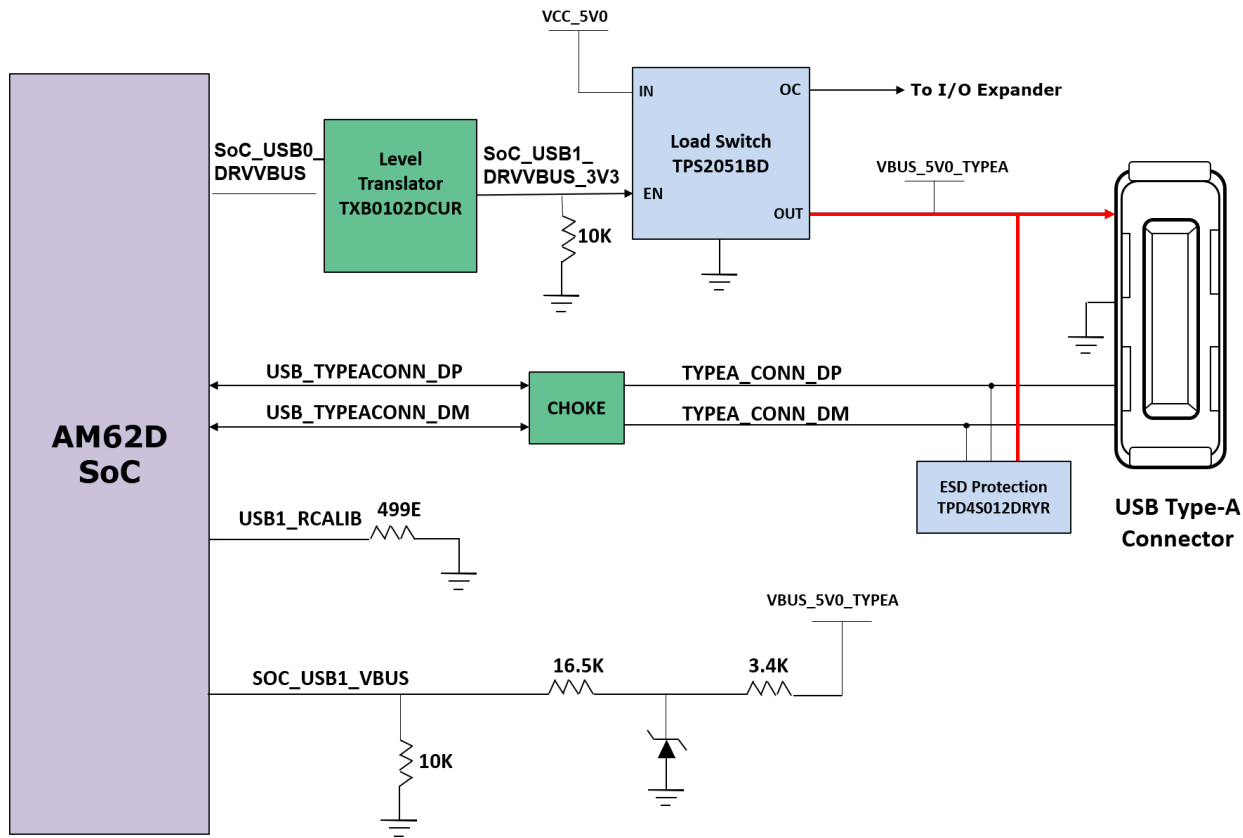 VCC_5V0
IN
OC
To I/O Expander
Load Switch
TPS2051BD
EN
OUT
SoC_USB0_
DRVVBUS
Level
Translator
TXB0102DCUR
SoC_USB1_
DRVVBUS_3V3
10K
VBUS_5V0_TYPEA
AM62D
SoC
USB_TYPEACONN_DP
USB_TYPEACONN_DM
CHOKE
TYPEA_CONN_DP
TYPEA_CONN_DM
ESD Protection
TPD4S012DRYR
USB Type-A
Connector
USB1_RCALIB
499E
VBUS_5V0_TYPEA
SOC_USB1_VBUS
16.5K
3.4K
10K